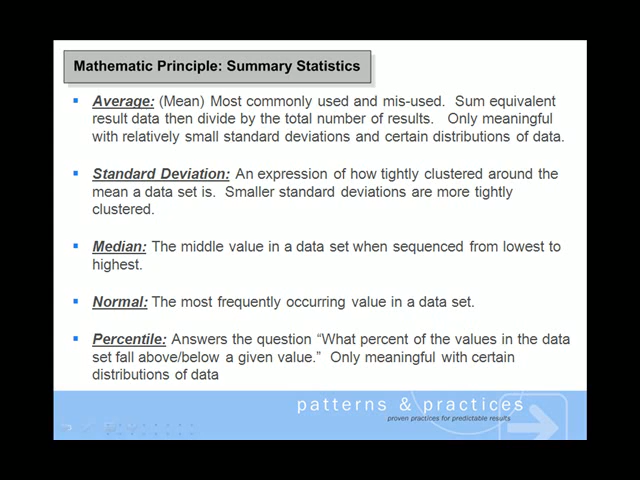 Mathematic Principle: Summary Statistics
Average: (Mean) Most commonly used and mis-used. Sum equivalent
result data then divide by the total number of results. Only meaningful
with relatively small standard deviations and certain distributions of data.
Standard Deviation: An expression of how tightly clustered around the
mean a data set is. Smaller standard deviations are more tightly
clustered.
Median: The middle value in a data set when sequenced from lowest to
highest.
Normal: The most frequently occurring value in a data set.
Percentile: Answers the question “What percent of the values in the data
set fall above/below a given value.” Only meaningful with certain
distributions of data
patterns & practices
proven practices for predictable results